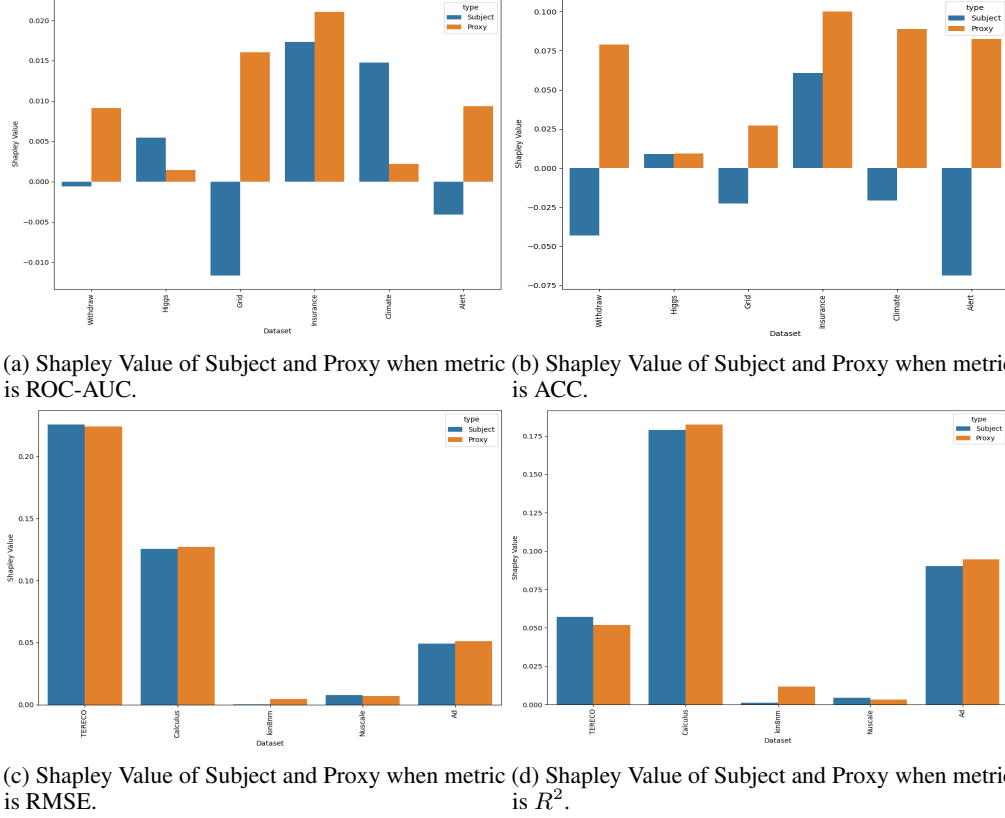 type
Subject
Proxy
0.020
0.015
0.010
0.005
0.000
−0.005
−0.010
Shapley Value
Withdraw
Higgs
Grid
Insurance
Climate
Alert
Dataset
type
Subject
Proxy
0.100
0.075
0.050
0.025
0.000
−0.025
−0.050
−0.075
Shapley Value
Withdraw
Higgs
Grid
Insurance
Climate
Alert
Dataset
(a) Shapley Value of Subject and Proxy when metric
is ROC-AUC.
(b) Shapley Value of Subject and Proxy when metric
is ACC.
type
Subject
Proxy
0.20
0.15
0.10
0.05
0.00
Shapley Value
TERECO
Calculus
kin8nm
Nuscale
Ad
Dataset
type
Subject
Proxy
0.175
0.150
0.125
0.100
0.075
0.050
0.025
0.000
Shapley Value
TERECO
Calculus
kin8nm
Nuscale
Ad
Dataset
(c) Shapley Value of Subject and Proxy when metric
is RMSE.
(d) Shapley Value of Subject and Proxy when metric
is R².